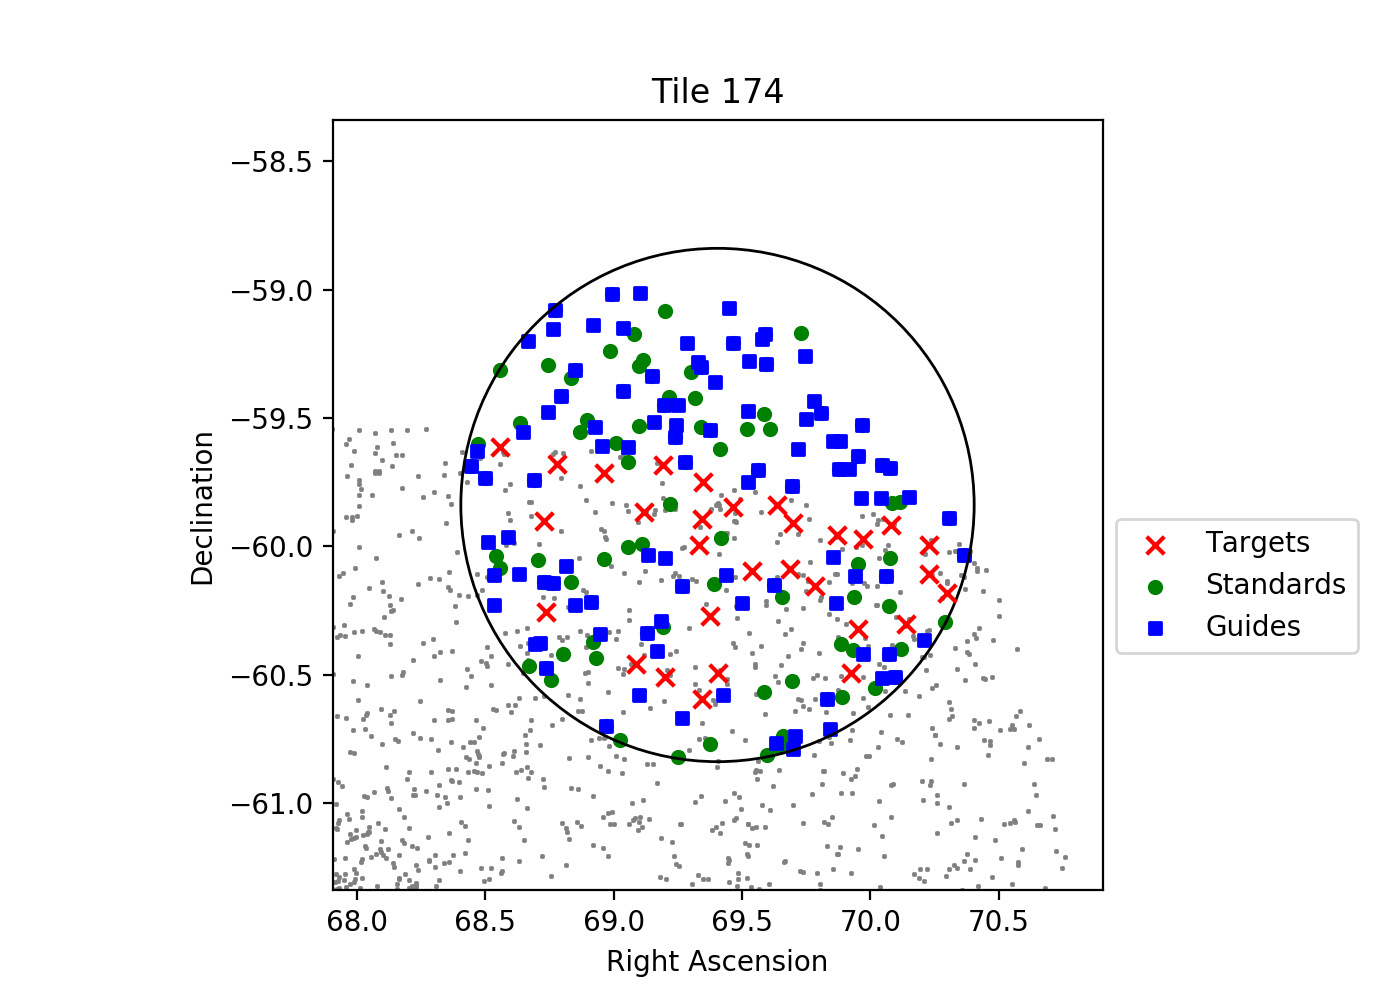 Tile 174
−58.5
−59.0
−59.5
−60.0
−60.5
−61.0
Declination
68.0 68.5 69.0 69.5 70.0 70.5
Right Ascension
Targets
Standards
Guides